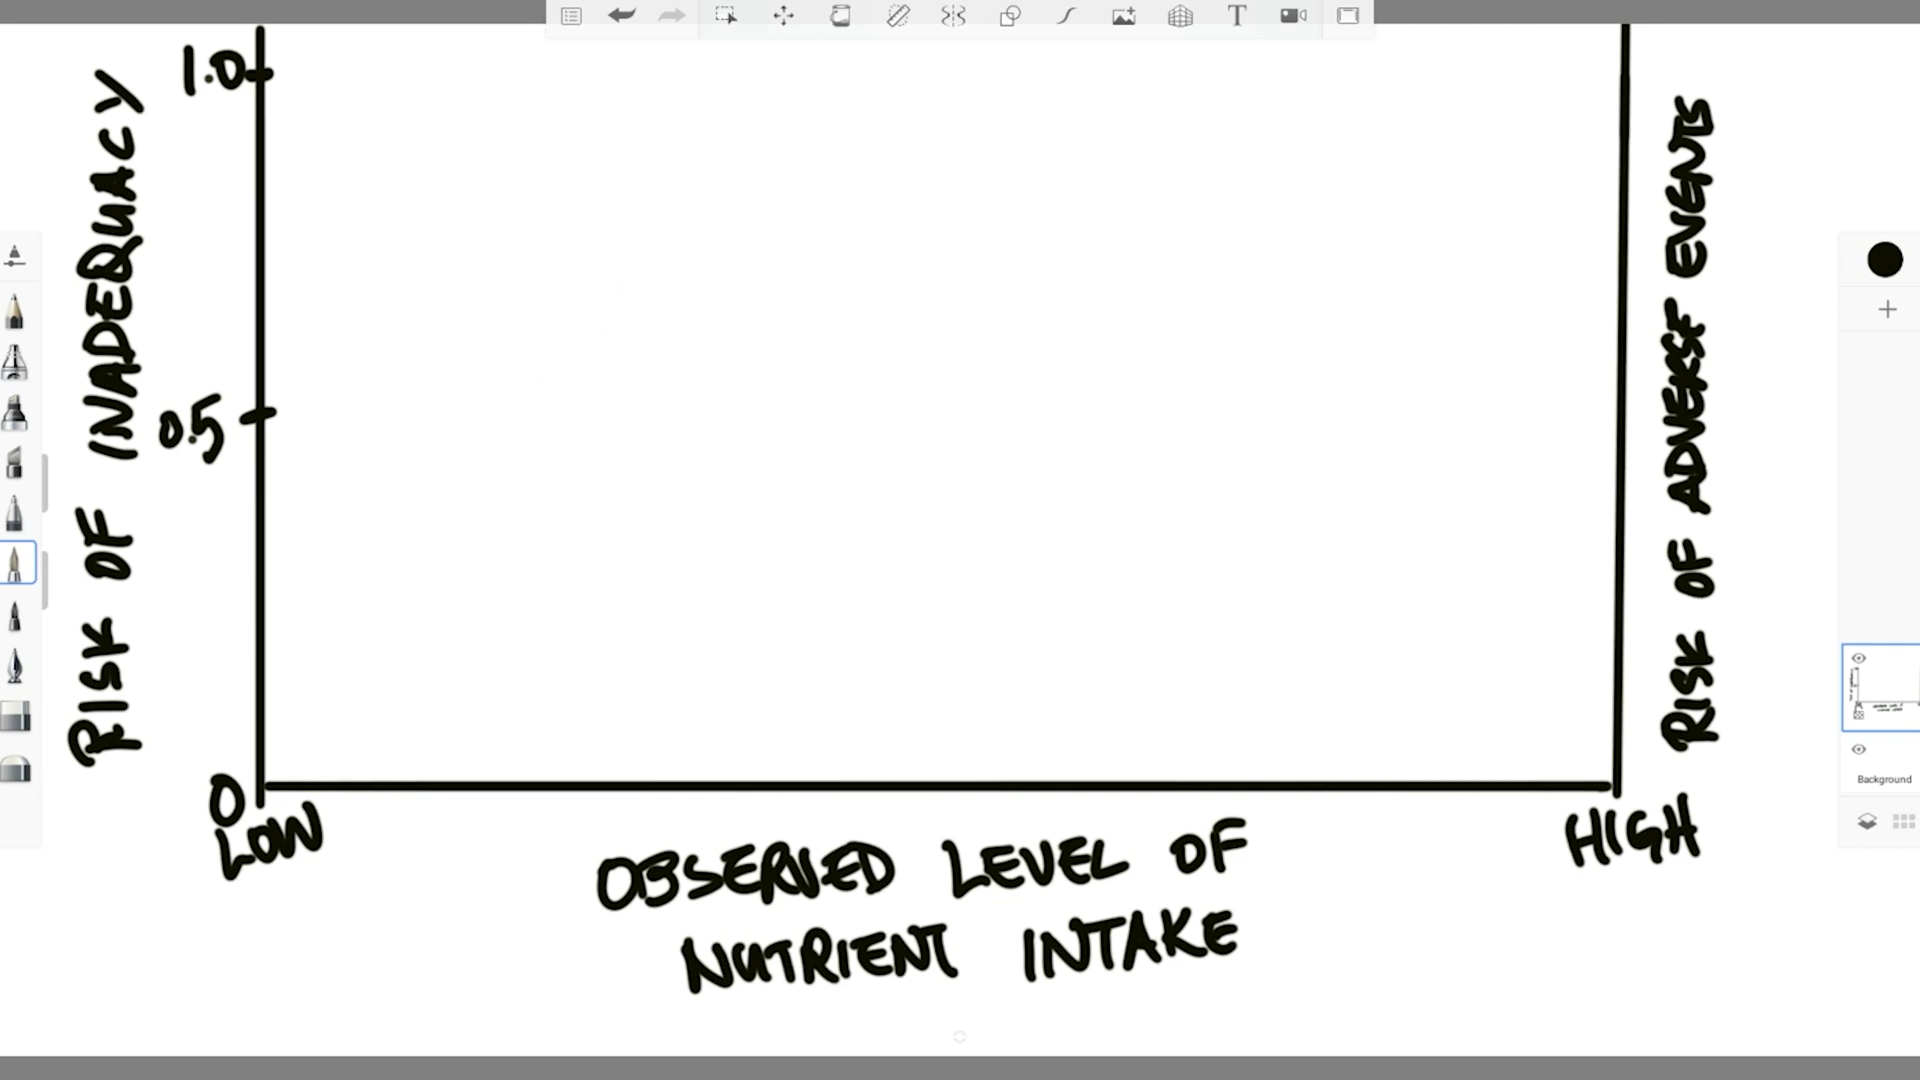 1.0
RISK OF INADEQUACY
0.5
0
LOW
OBSERVED LEVEL OF
NUTRIENT INTAKE
HIGH
RISK OF ADVERSE EVENTS
T
Background